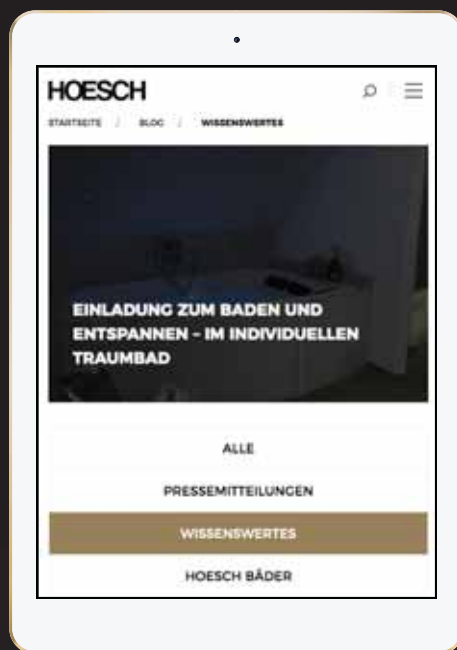 HOESCH
STARTSEITE / BLOG / WISSENSWERTES
EINLADUNG ZUM BADEN UND
ENTSPANNEN – IM INDIVIDUELLEN
TRAUMBAD
ALLE
PRESSEMITTEILUNGEN
WISSENSWERTES
HOESCH BÄDER